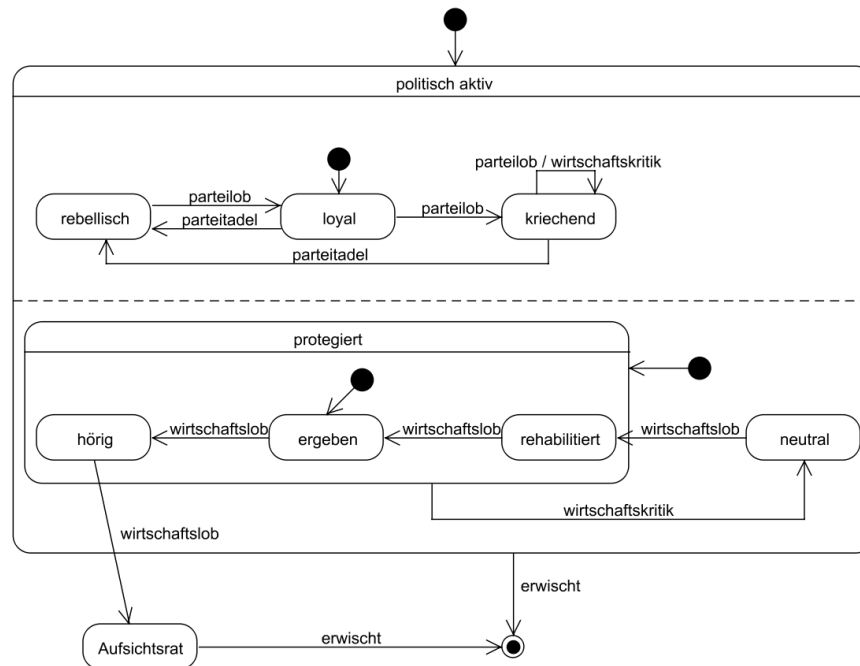 politisch aktiv
parteilob / wirtschaftskritik
parteilob
rebellisch
loyal
parteilob
kriechend
parteitadel
parteitadel
protegiert
wirtschaftslob
wirtschaftslob
wirtschaftslob
hörig
ergeben
rehabilitiert
neutral
wirtschaftskritik
wirtschaftslob
erwischt
Aufsichtsrat
erwischt